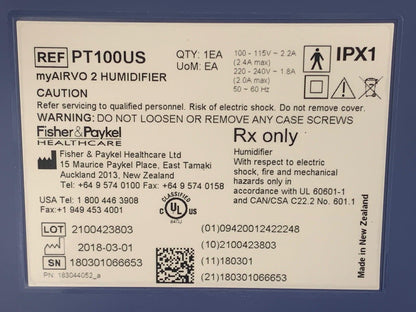 REF PT100US
QTY: 1EA
UoM: EA
100 - 115V ~ 2.2A
(2.4A max)
220 - 240V ~ 1.8A
(2.0A max)
50 ~ 60 Hz
IPX1
myAIRVO 2 HUMIDIFIER
CAUTION
Refer servicing to qualified personnel. Risk of electric shock. Do not remove cover.
WARNING: DO NOT LOOSEN OR REMOVE ANY CASE SCREWS
Fisher&Paykel
HEALTHCARE
Fisher & Paykel Healthcare Ltd
15 Maurice Paykel Place, East Tamaki
Auckland 2013, New Zealand
Tel: +64 9 574 0100 Fax:+64 9 574 0158
USA Tel: 1 800 446 3908
Fax:+1 949 453 4001
CLASSIFIED
C UL US
Rx only
Humidifier
With respect to electric
shock, fire and mechanical
hazards only in
accordance with UL 60601-1
and CAN/CSA C22.2 No. 601.1
LOT 2100423803
2018-03-01
SN 180301066653
PN: 183044052_a
(01)09420012422248
(10)2100423803
(11)180301
(21)180301066653
Made in New Zealand